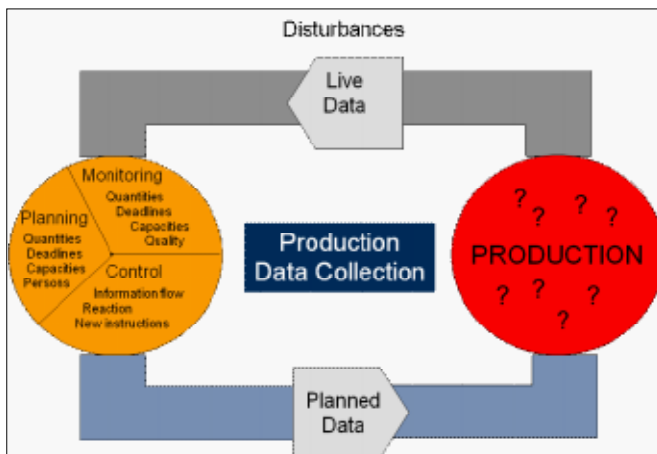 Disturbances
Live
Data
Monitoring
Quantities
Deadlines
Capacities
Quality
Planning
Quantities
Deadlines
Capacities
Persons
Control
Information flow
Reaction
New instructions
Production
Data Collection
? ? ? ?
PRODUCTION
? ? ? ?
Planned
Data